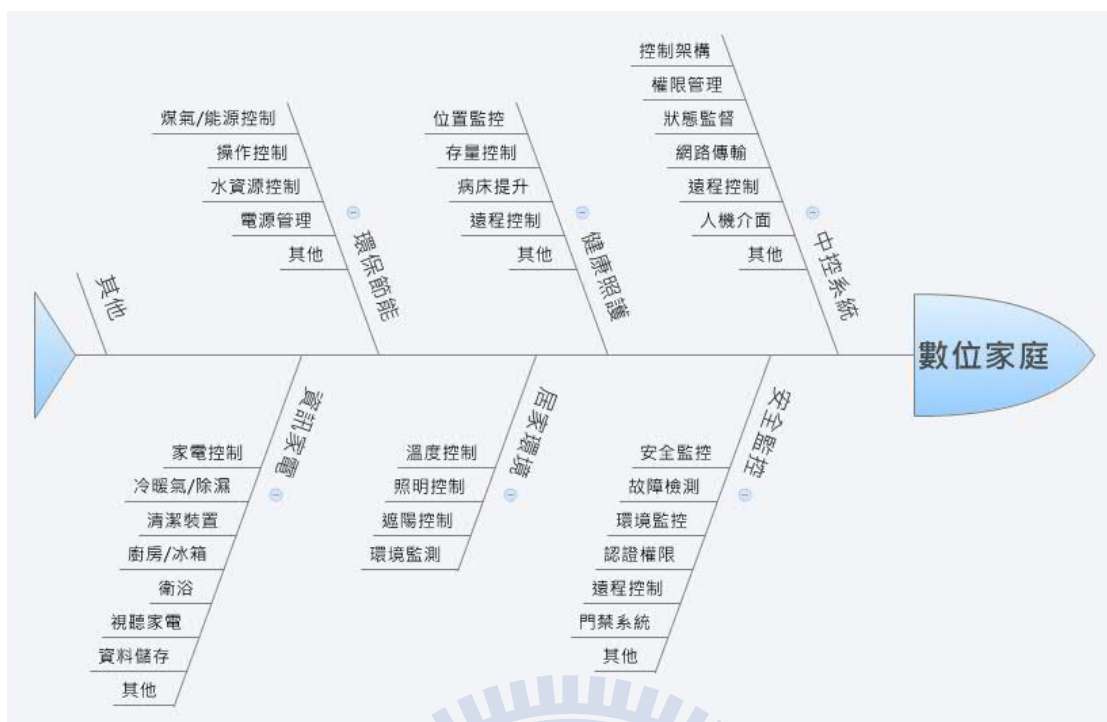 控制架構
權限管理
狀態監督
網路傳輸
遠程控制
人機介面
其他
中控系統
位置監控
存量控制
病床提升
遠程控制
其他
健康照護
煤氣/能源控制
操作控制
水資源控制
電源管理
其他
環保節能
其他
數位家庭
資訊家電
家電控制
冷暖氣/除濕
清潔裝置
廚房/冰箱
衛浴
視聽家電
資料儲存
其他
居家環境
溫度控制
照明控制
遮陽控制
環境監測
安全監控
安全監控
故障檢測
環境監控
認證權限
遠程控制
門禁系統
其他